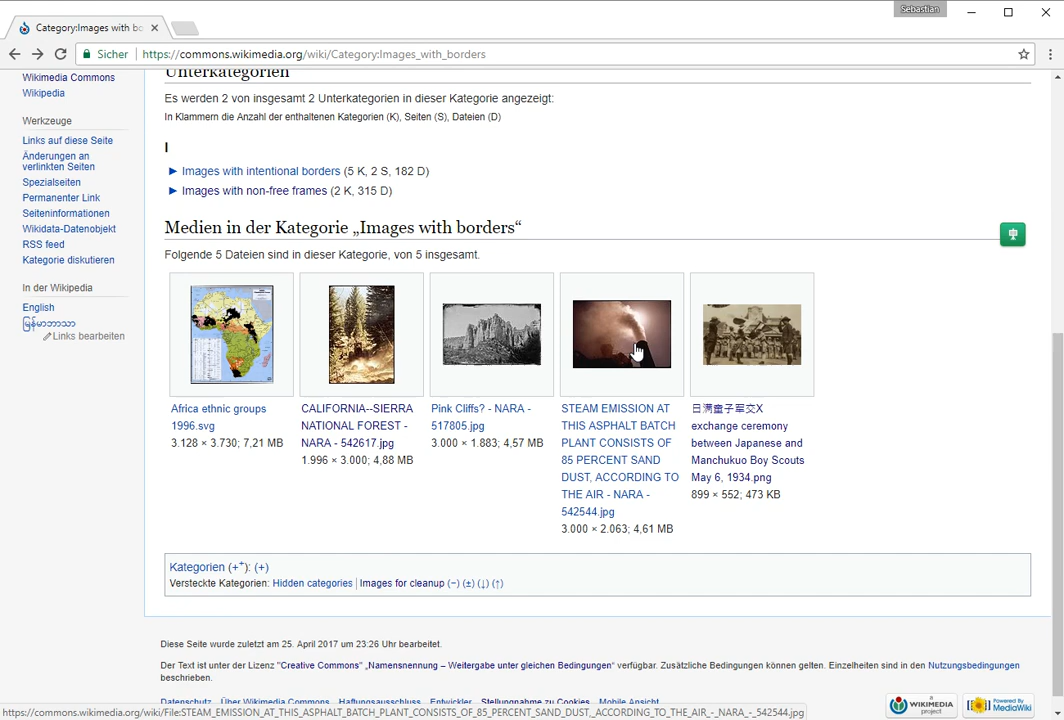 Sebastian
Category:Images with bo
Sicher
https://commons.wikimedia.org/wiki/Category:Images_with_borders
Wikimedia Commons
Wikipedia
Werkzeuge
Links auf diese Seite
Änderungen an
verlinkten Seiten
Spezialseiten
Permanenter Link
Seiteninformationen
Wikidata-Datenobjekt
RSS feed
Kategorie diskutieren
In der Wikipedia
English
မြန်မာဘာသာ
Links bearbeiten
Unterkategorien
Es werden 2 von insgesamt 2 Unterkategorien in dieser Kategorie angezeigt:
In Klammern die Anzahl der enthaltenen Kategorien (K), Seiten (S), Dateien (D)
I
► Images with intentional borders (5 K, 2 S, 182 D)
► Images with non-free frames (2 K, 315 D)
Medien in der Kategorie „Images with borders“
Folgende 5 Dateien sind in dieser Kategorie, von 5 insgesamt.
Africa ethnic groups
1996.svg
3.128 × 3.730; 7,21 MB
CALIFORNIA--SIERRA
NATIONAL FOREST -
NARA - 542617.jpg
1.996 × 3.000; 4,88 MB
Pink Cliffs? - NARA -
517805.jpg
3.000 × 1.883; 4,57 MB
STEAM EMISSION AT
THIS ASPHALT BATCH
PLANT CONSISTS OF
85 PERCENT SAND
DUST, ACCORDING TO
THE AIR - NARA -
542544.jpg
3.000 × 2.063; 4,61 MB
日满童子军交X
exchange ceremony
between Japanese and
Manchukuo Boy Scouts
May 6, 1934.png
899 × 552; 473 KB
Kategorien (+⁺): (+)
Versteckte Kategorien: Hidden categories | Images for cleanup (−) (±) (↓) (↑)
Diese Seite wurde zuletzt am 25. April 2017 um 23:26 Uhr bearbeitet.
Der Text ist unter der Lizenz "Creative Commons" „Namensnennung – Weitergabe unter gleichen Bedingungen“ verfügbar. Zusätzliche Bedingungen können gelten. Einzelheiten sind in den Nutzungsbedingungen
beschrieben.
Datenschutz Über Wikimedia Commons Haftungsausschluss Entwickler Stellungnahme zu Cookies Mobile Ansicht
a
WIKIMEDIA
project
Powered By
MediaWiki
https://commons.wikimedia.org/wiki/File:STEAM_EMISSION_AT_THIS_ASPHALT_BATCH_PLANT_CONSISTS_OF_85_PERCENT_SAND_DUST,_ACCORDING_TO_THE_AIR_-_NARA_-_542544.jpg